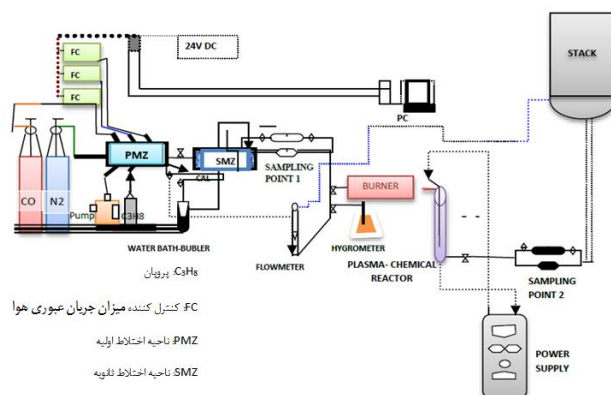 STACK
24V DC
FC
FC
FC
PC
PMZ
SMZ
SAMPLING
POINT 1
CAL
CO
N2
Pump
C3H8
BURNER
WATER BATH-BUBLER
FLOWMETER
HYGROMETER
PLASMA- CHEMICAL
REACTOR
SAMPLING
POINT 2
POWER
SUPPLY
C₃H₈: پروپان
FC: کنترل کننده میزان جریان عبوری هوا
PMZ: ناحیه اختلاط اولیه
SMZ: ناحیه اختلاط ثانویه